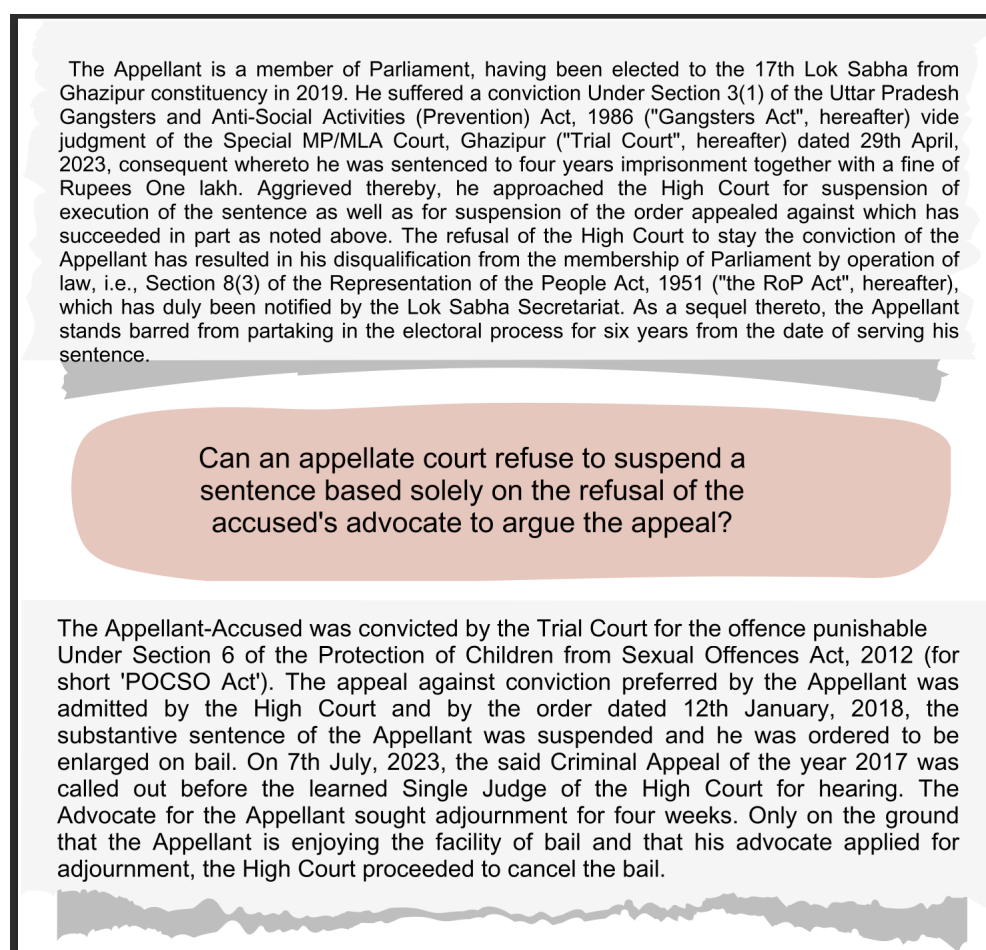 The Appellant is a member of Parliament, having been elected to the 17th Lok Sabha from
Ghazipur constituency in 2019. He suffered a conviction Under Section 3(1) of the Uttar Pradesh
Gangsters and Anti-Social Activities (Prevention) Act, 1986 ("Gangsters Act", hereafter) vide
judgment of the Special MP/MLA Court, Ghazipur ("Trial Court", hereafter) dated 29th April,
2023, consequent whereto he was sentenced to four years imprisonment together with a fine of
Rupees One lakh. Aggrieved thereby, he approached the High Court for suspension of
execution of the sentence as well as for suspension of the order appealed against which has
succeeded in part as noted above. The refusal of the High Court to stay the conviction of the
Appellant has resulted in his disqualification from the membership of Parliament by operation of
law, i.e., Section 8(3) of the Representation of the People Act, 1951 ("the RoP Act", hereafter),
which has duly been notified by the Lok Sabha Secretariat. As a sequel thereto, the Appellant
stands barred from partaking in the electoral process for six years from the date of serving his
sentence.
Can an appellate court refuse to suspend a
sentence based solely on the refusal of the
accused's advocate to argue the appeal?
The Appellant-Accused was convicted by the Trial Court for the offence punishable
Under Section 6 of the Protection of Children from Sexual Offences Act, 2012 (for
short 'POCSO Act'). The appeal against conviction preferred by the Appellant was
admitted by the High Court and by the order dated 12th January, 2018, the
substantive sentence of the Appellant was suspended and he was ordered to be
enlarged on bail. On 7th July, 2023, the said Criminal Appeal of the year 2017 was
called out before the learned Single Judge of the High Court for hearing. The
Advocate for the Appellant sought adjournment for four weeks. Only on the ground
that the Appellant is enjoying the facility of bail and that his advocate applied for
adjournment, the High Court proceeded to cancel the bail.